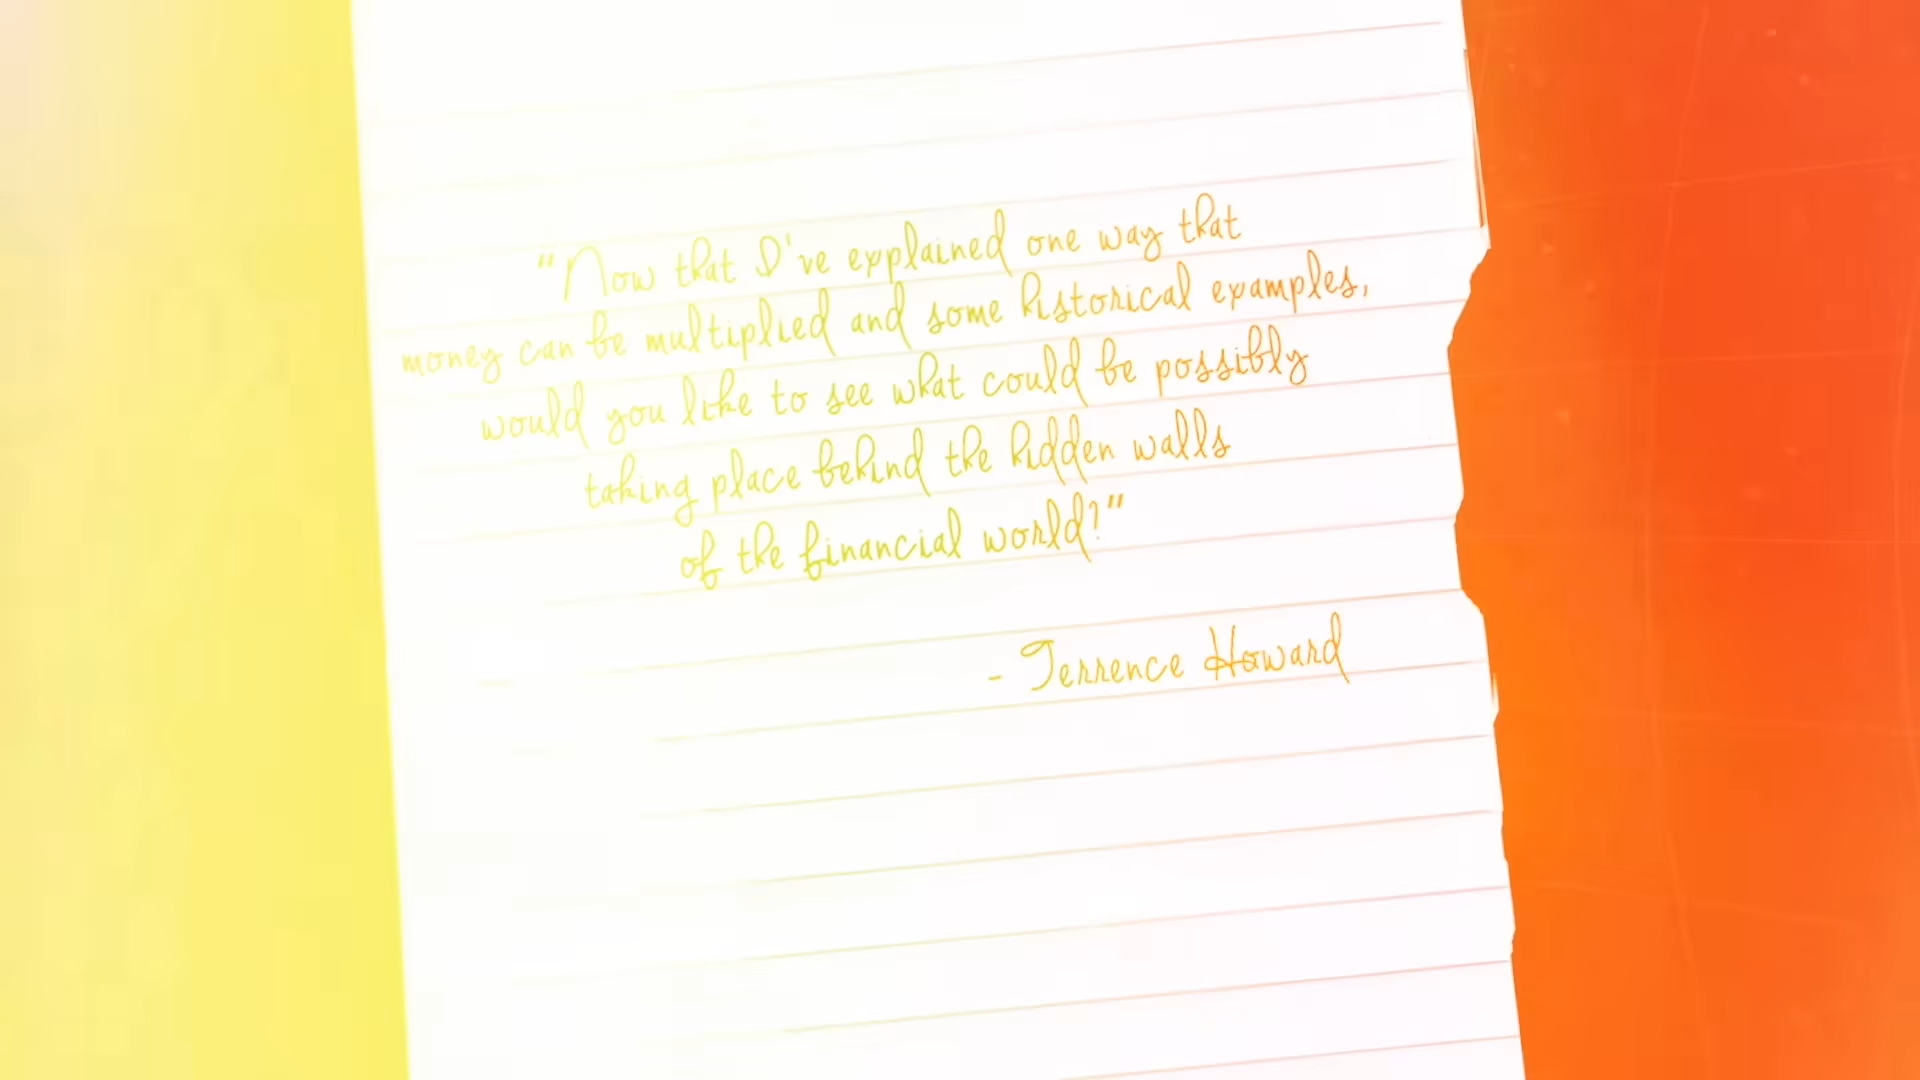 "Now that I've explained one way that
money can be multiplied and some historical examples,
would you like to see what could be possibly
taking place behind the hidden walls
of the financial world?"
- Terrence Howard